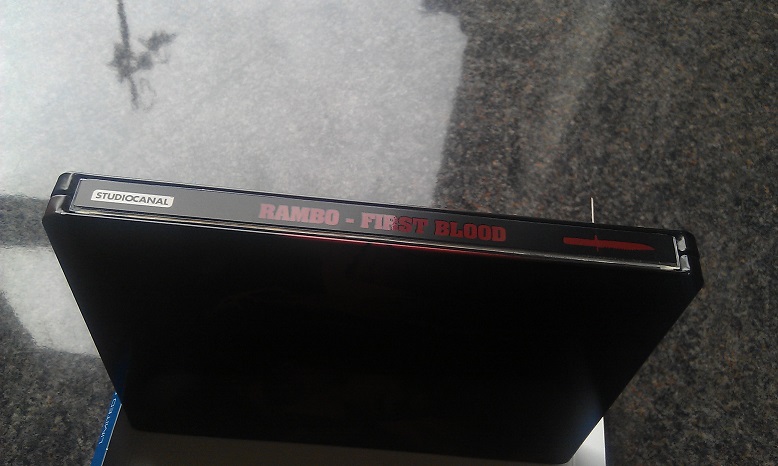 STUDIOCANAL
RAMBO - FIRST BLOOD